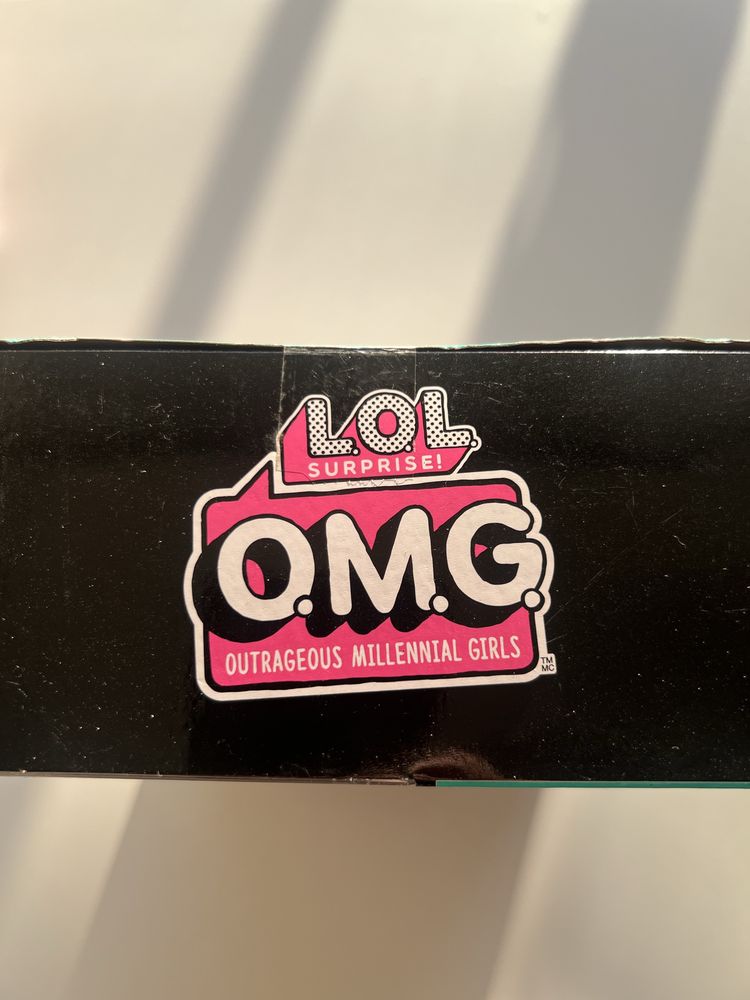 L.O.L.
SURPRISE!
O.M.G.
OUTRAGEOUS MILLENNIAL GIRLS
TM
MC